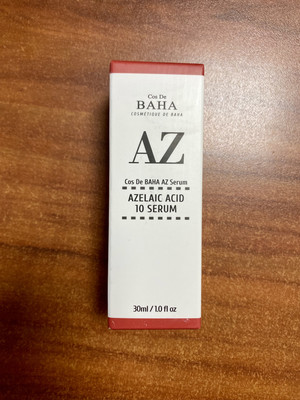 Cos De
BAHA
COSMÉTIQUE DE BAHA
AZ
Cos De BAHA AZ Serum
AZELAIC ACID
10 SERUM
30ml / 1.0 fl oz